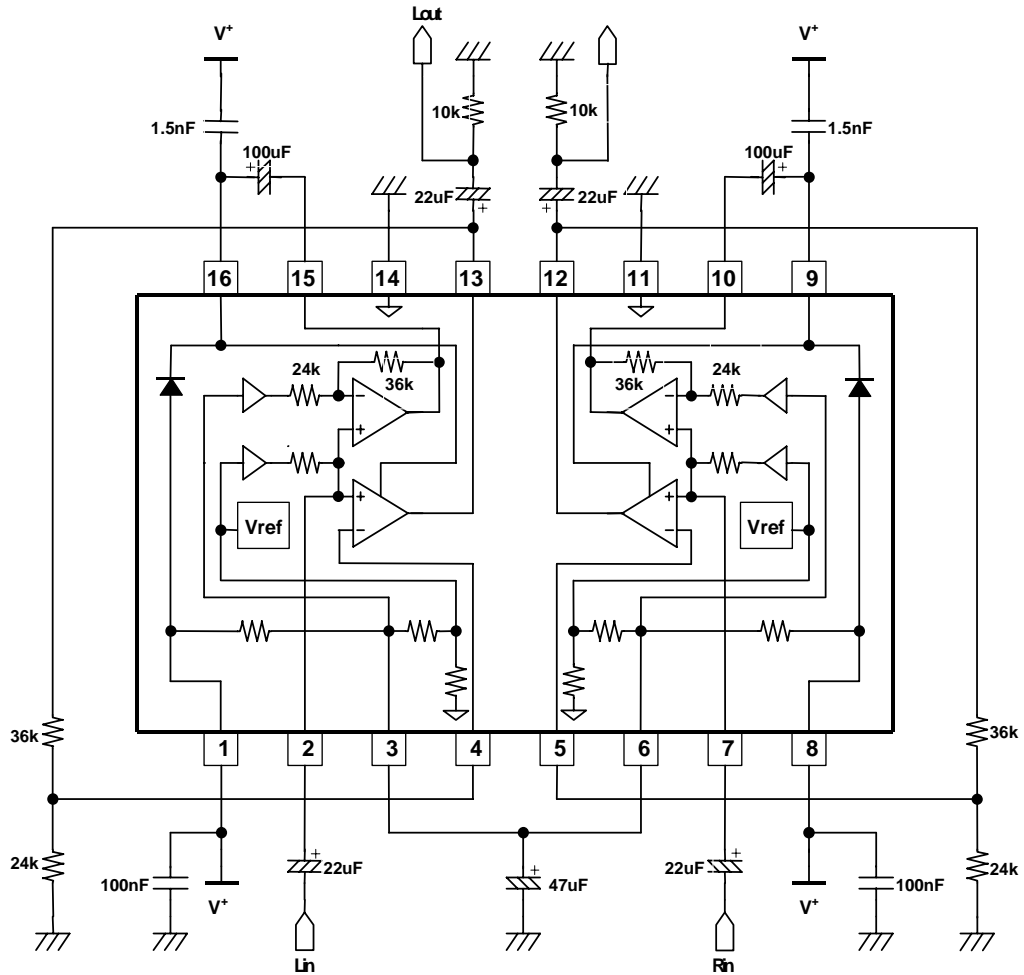 Lout
V+ V+
10k 10k
1.5nF 1.5nF
100uF 100uF
+ +
22uF 22uF
+ +
16 15 14 13 12 11 10 9
24k 36k 36k 24k
- -
+ +
+ +
- -
Vref Vref
36k 36k
1 2 3 4 5 6 7 8
24k 24k
100nF 22uF 47uF 22uF 100nF
+ + +
V+ V+
Lin Rin